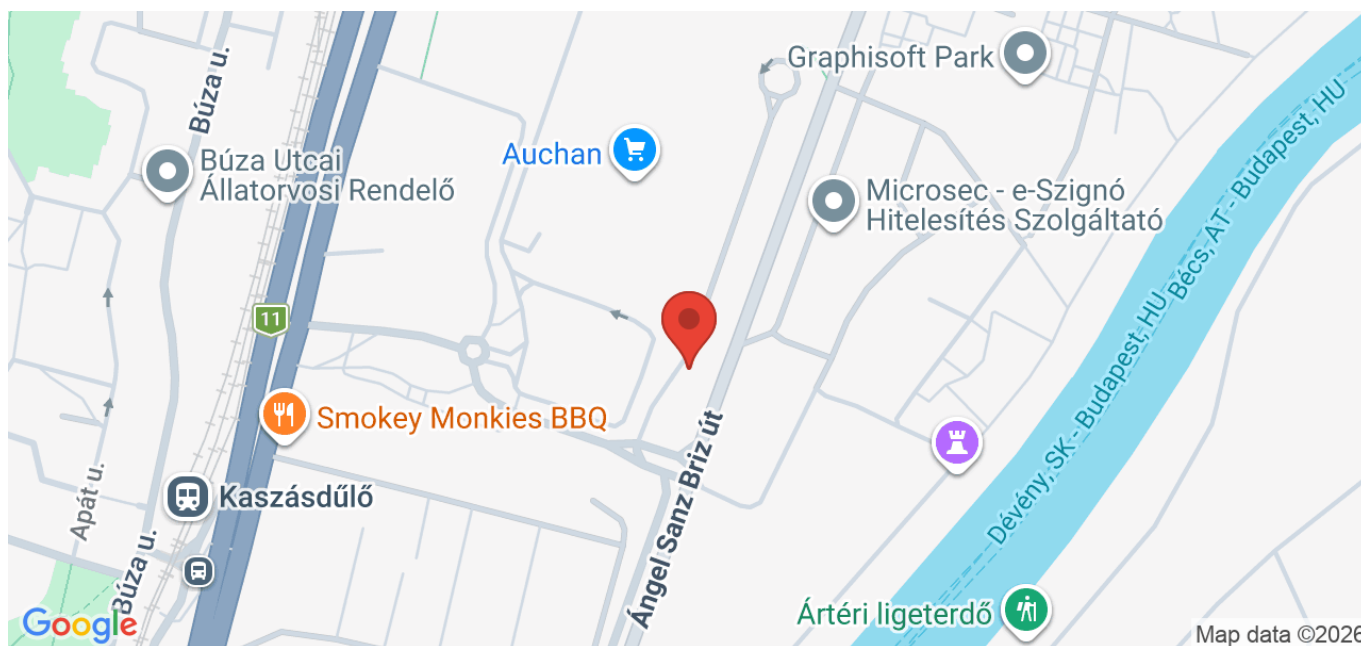 Búza u.
Graphisoft Park
Auchan
Búza Utcai
Állatorvosi Rendelő
Microsec - e-Szignó
Hitelesítés Szolgáltató
Bécs, AT - Budapest, HU
11
Dévény, SK - Budapest, HU
Smokey Monkies BBQ
Ángel Sanz Briz út
Kaszásdűlő
Apát u.
Búza u.
Ártéri ligeterdő
Google
Map data ©2026